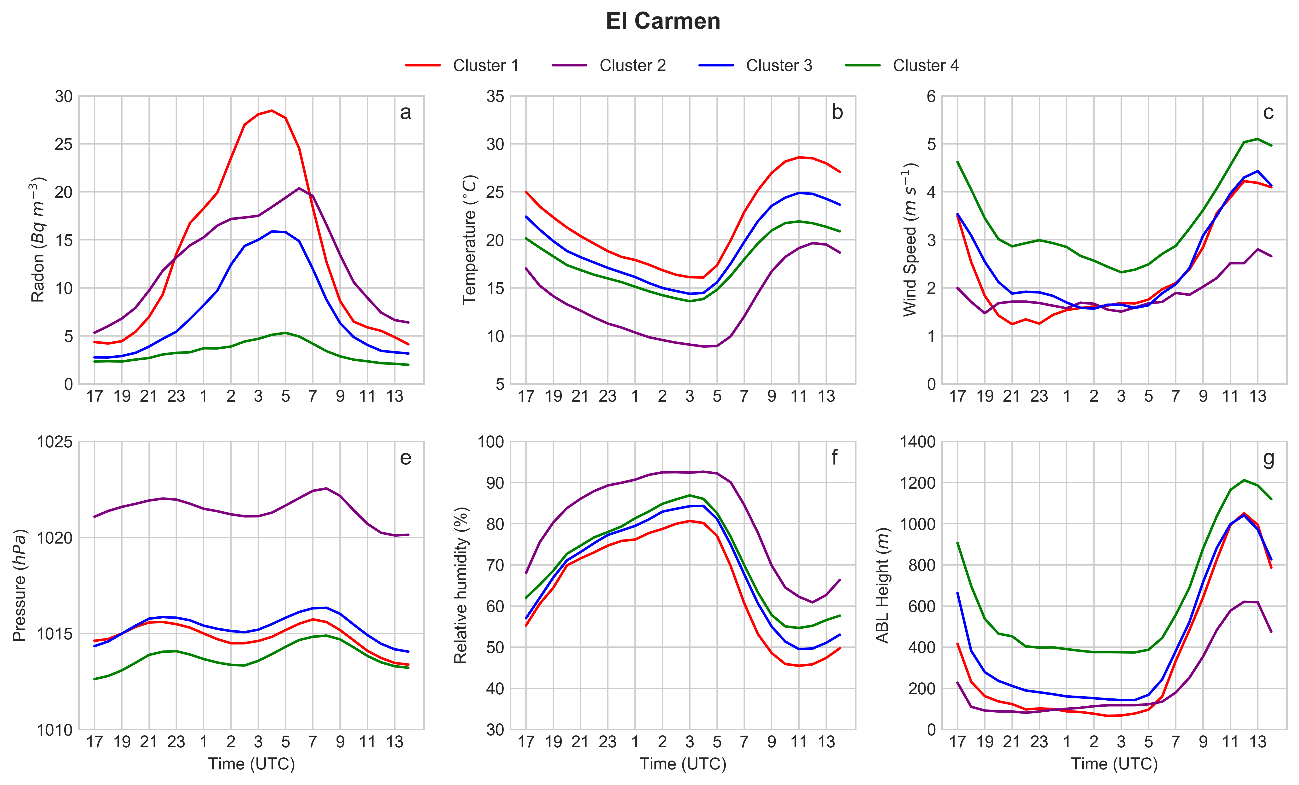 El Carmen
Cluster 1 Cluster 2 Cluster 3 Cluster 4
a
Radon (Bq m⁻³)
30
25
20
15
10
5
0
17 19 21 23 1 2 3 5 7 9 11 13
b
Temperature (°C)
35
30
25
20
15
10
5
17 19 21 23 1 2 3 5 7 9 11 13
c
Wind Speed (m s⁻¹)
6
5
4
3
2
1
0
17 19 21 23 1 2 3 5 7 9 11 13
e
Pressure (hPa)
1025
1020
1015
1010
17 19 21 23 1 2 3 5 7 9 11 13
Time (UTC)
f
Relative humidity (%)
100
90
80
70
60
50
40
30
17 19 21 23 1 2 3 5 7 9 11 13
Time (UTC)
g
ABL Height (m)
1400
1200
1000
800
600
400
200
0
17 19 21 23 1 2 3 5 7 9 11 13
Time (UTC)